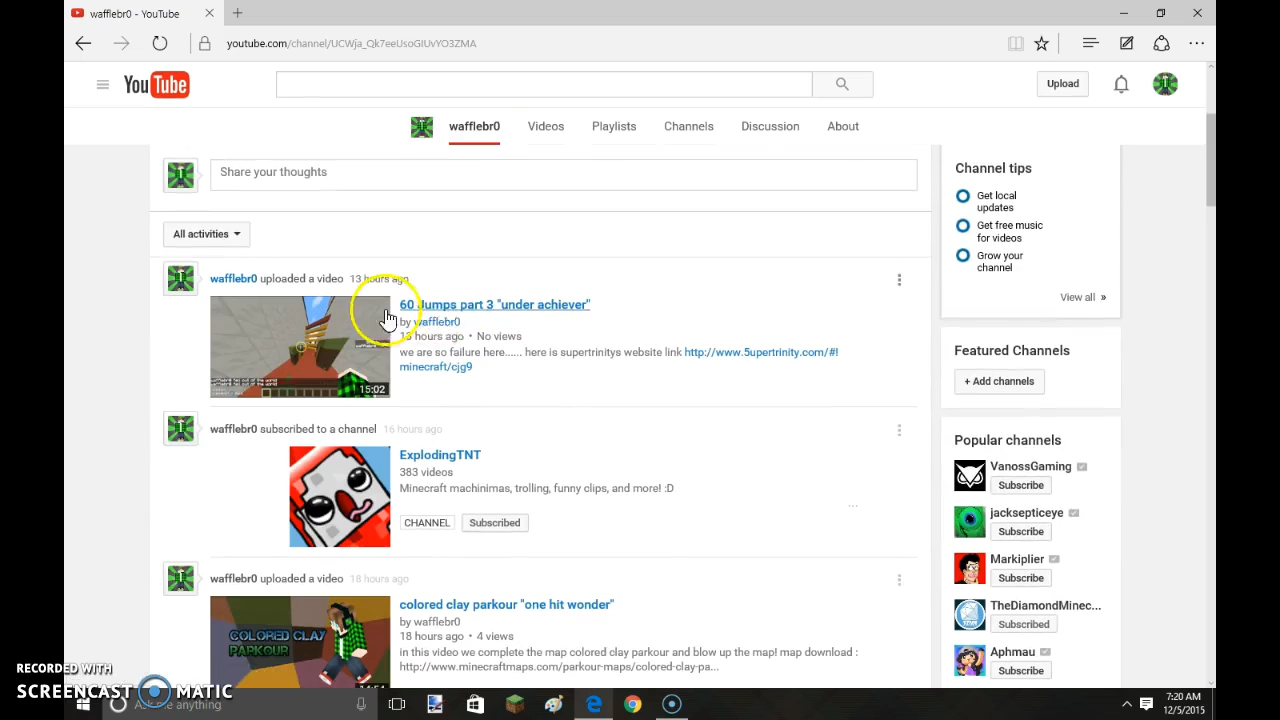 wafflebr0 - YouTube
youtube.com/channel/UCWja_Qk7eeUsoGIUvYO3ZMA
YouTube
Upload
wafflebr0
Videos
Playlists
Channels
Discussion
About
Share your thoughts
All activities
wafflebr0 uploaded a video 13 hours ago
60 Jumps part 3 "under achiever"
by wafflebr0
13 hours ago • No views
we are so failure here...... here is supertrinitys website link http://www.5upertrinity.com/#!
minecraft/cjg9
15:02
wafflebr0 subscribed to a channel 16 hours ago
ExplodingTNT
383 videos
Minecraft machinimas, trolling, funny clips, and more! :D
...
CHANNEL
Subscribed
wafflebr0 uploaded a video 18 hours ago
colored clay parkour "one hit wonder"
by wafflebr0
18 hours ago • 4 views
in this video we complete the map colored clay parkour and blow up the map! map download :
http://www.minecraftmaps.com/parkour-maps/colored-clay-pa...
COLORED CLAY
PARKOUR
Channel tips
Get local
updates
Get free music
for videos
Grow your
channel
View all »
Featured Channels
+ Add channels
Popular channels
VanossGaming
Subscribe
jacksepticeye
Subscribe
Markiplier
Subscribe
TheDiamondMinec...
Subscribed
Aphmau
Subscribe
RECORDED WITH
SCREENCAST MATIC
Ask me anything
7:20 AM
12/5/2015